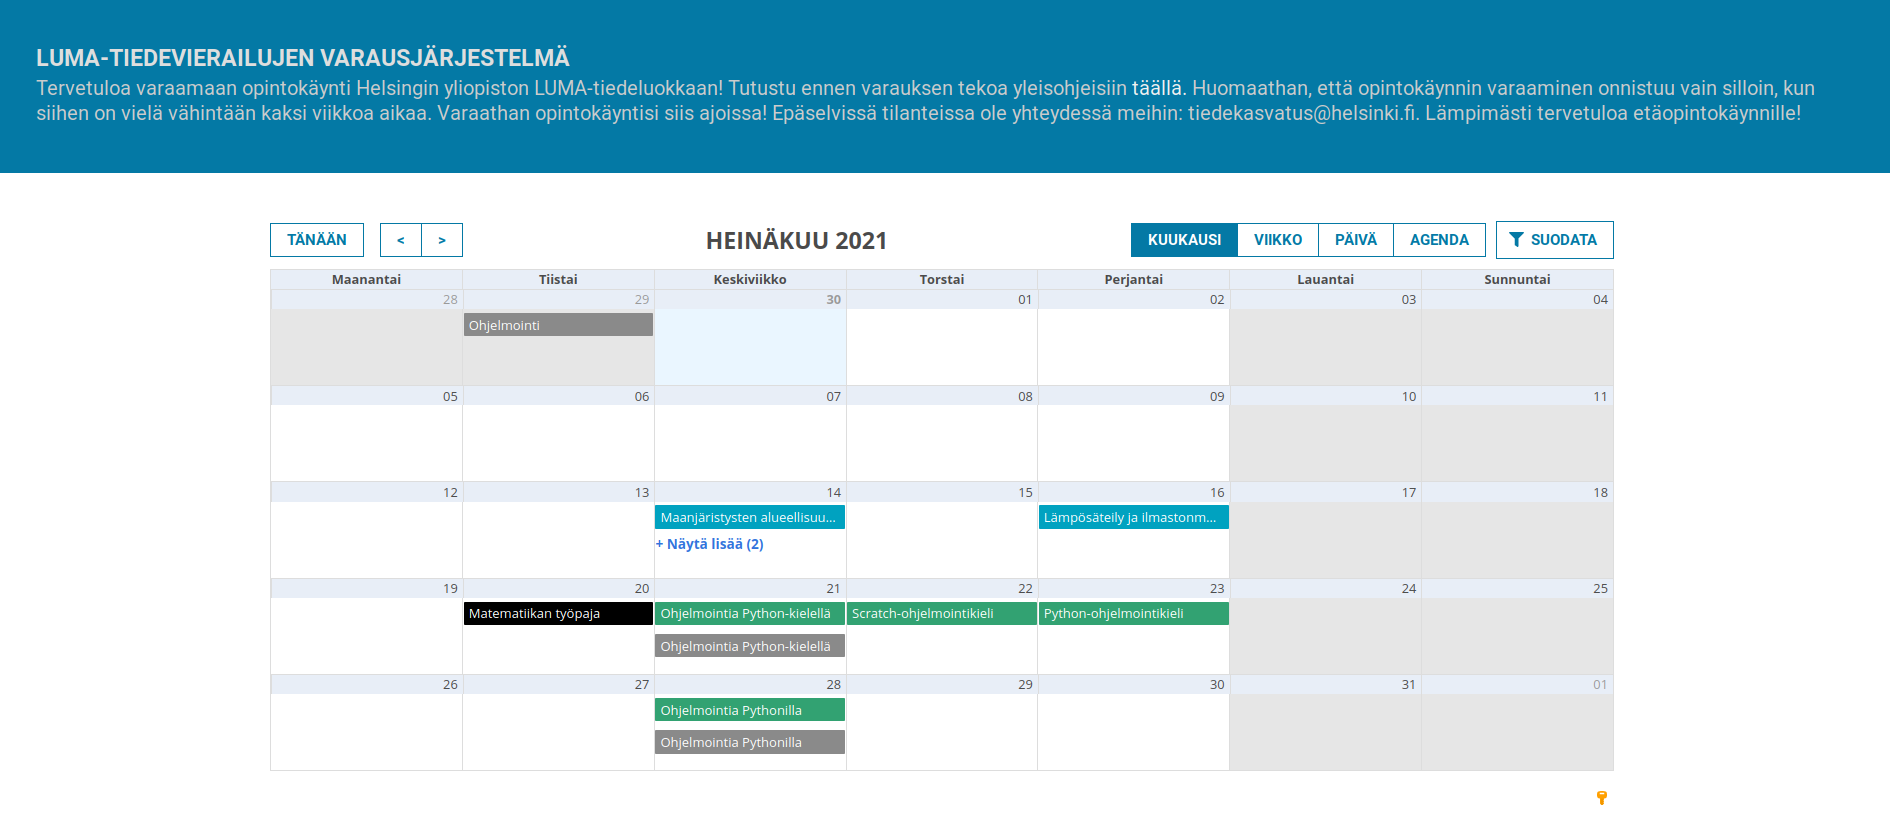 LUMA-TIEDEVIERAILUJEN VARAUSJÄRJESTELMÄ
Tervetuloa varaamaan opintokäynti Helsingin yliopiston LUMA-tiedeluokkaan! Tutustu ennen varauksen tekoa yleisohjeisiin täällä. Huomaathan, että opintokäynnin varaaminen onnistuu vain silloin, kun
siihen on vielä vähintään kaksi viikkoa aikaa. Varaathan opintokäyntisi siis ajoissa! Epäselvissä tilanteissa ole yhteydessä meihin: tiedekasvatus@helsinki.fi. Lämpimästi tervetuloa etäopintokäynnille!
TÄNÄÄN < > HEINÄKUU 2021 KUUKAUSI VIIKKO PÄIVÄ AGENDA SUODATA
Maanantai Tiistai Keskiviikko Torstai Perjantai Lauantai Sunnuntai
28 29 30 01 02 03 04
Ohjelmointi
05 06 07 08 09 10 11
12 13 14 15 16 17 18
Maanjäristysten alueellisuu... Lämpösäteily ja ilmastonm...
+ Näytä lisää (2)
19 20 21 22 23 24 25
Matematiikan työpaja Ohjelmointia Python-kielellä Scratch-ohjelmointikieli Python-ohjelmointikieli
Ohjelmointia Python-kielellä
26 27 28 29 30 31 01
Ohjelmointia Pythonilla
Ohjelmointia Pythonilla